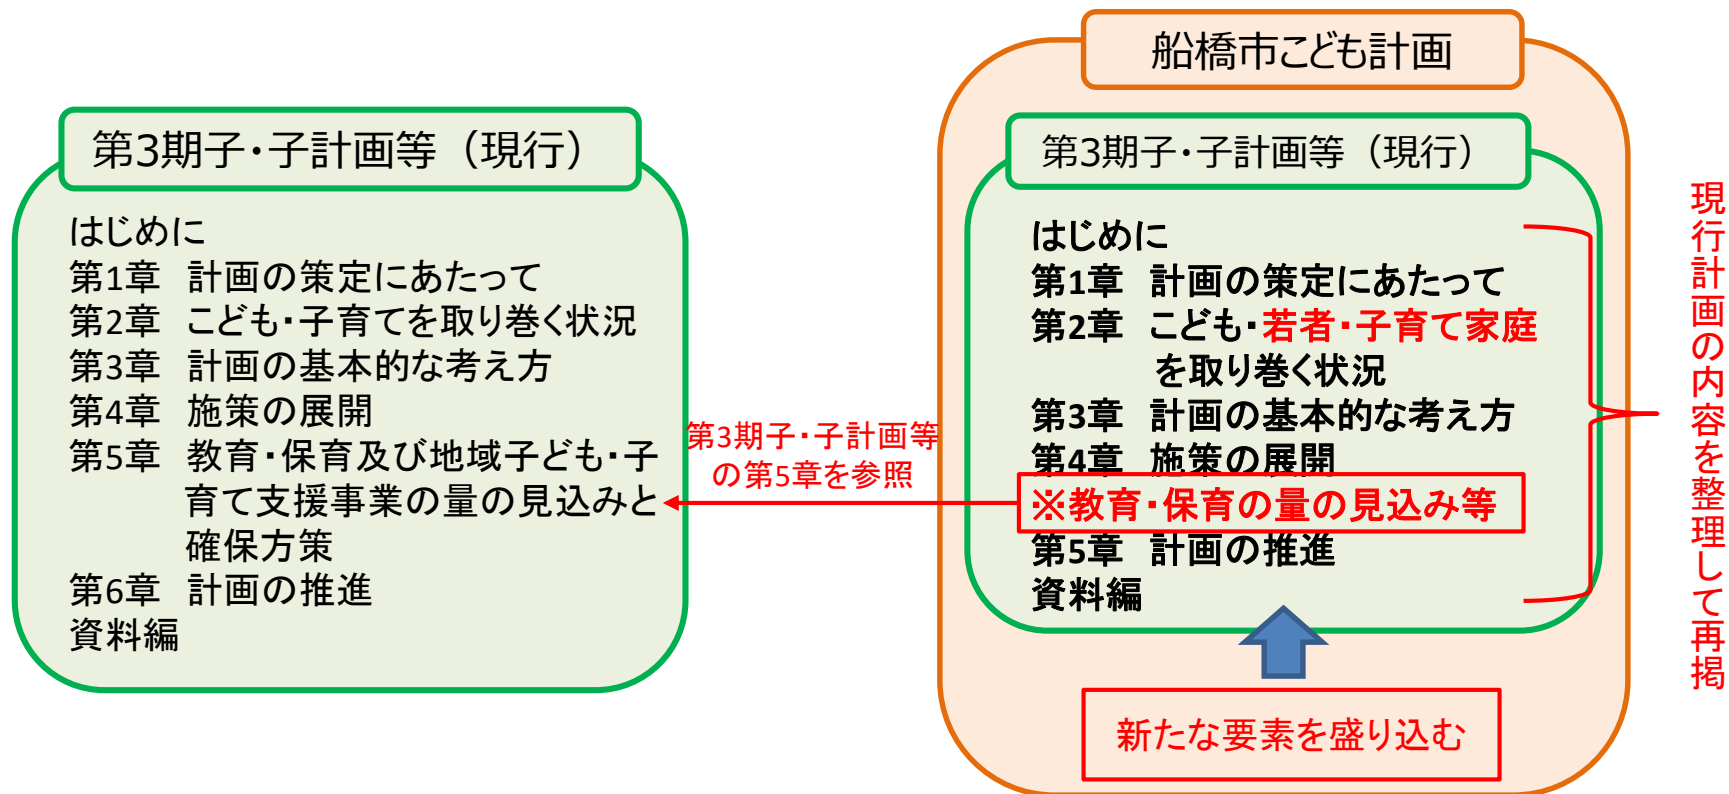 第3期子・子計画等（現行）
はじめに
第1章　計画の策定にあたって
第2章　こども・子育てを取り巻く状況
第3章　計画の基本的な考え方
第4章　施策の展開
第5章　教育・保育及び地域子ども・子
育て支援事業の量の見込みと
確保方策
第6章　計画の推進
資料編
第3期子・子計画等
の第5章を参照
船橋市こども計画
第3期子・子計画等（現行）
はじめに
第1章　計画の策定にあたって
第2章　こども・若者・子育て家庭
を取り巻く状況
第3章　計画の基本的な考え方
第4章　施策の展開
※教育・保育の量の見込み等
第5章　計画の推進
資料編
新たな要素を盛り込む
現行計画の内容を整理して再掲